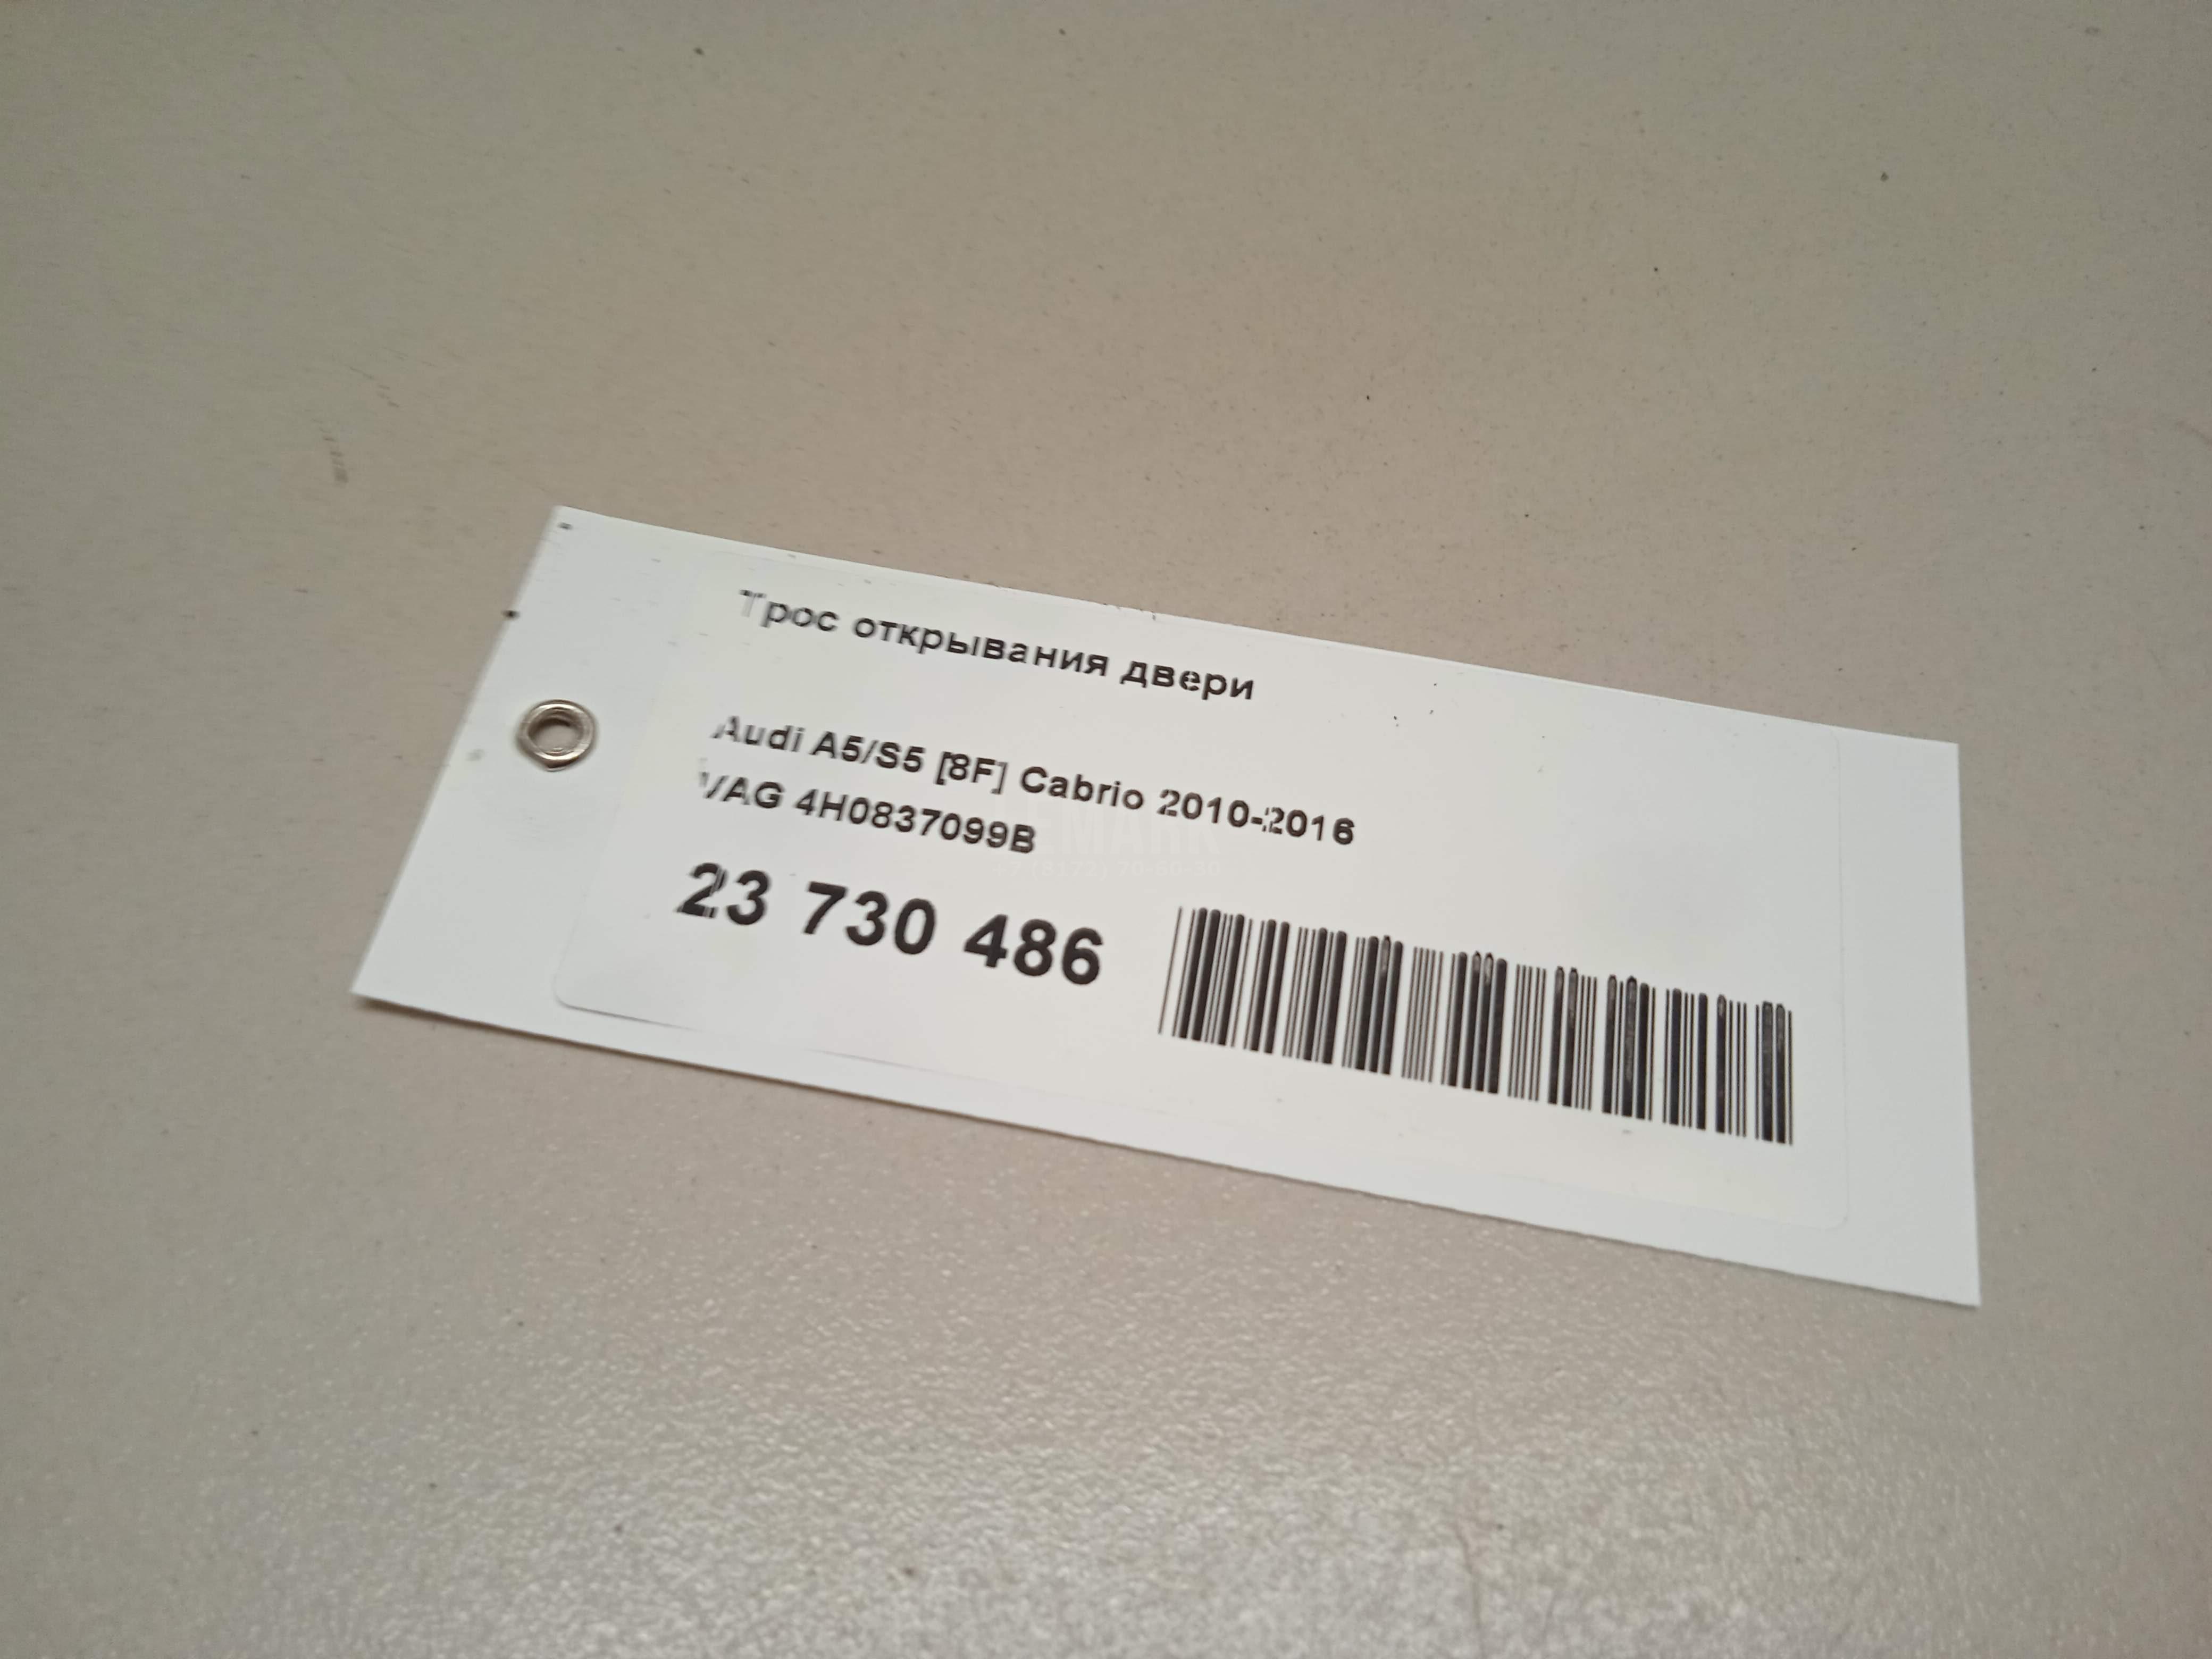 Трос открывания двери
Audi A5/S5 [8F] Cabrio 2010-2016
VAG 4H0837099B
23 730 486